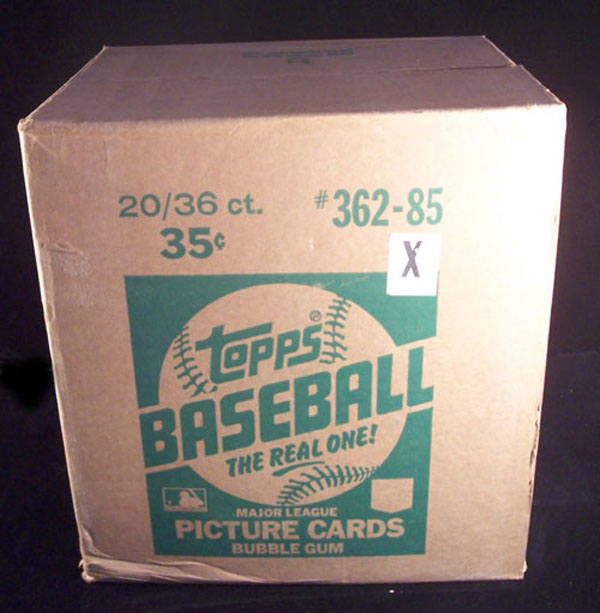 20/36 ct. #362-85
35¢
X
Topps®
BASEBALL
THE REAL ONE!
MAJOR LEAGUE
PICTURE CARDS
BUBBLE GUM